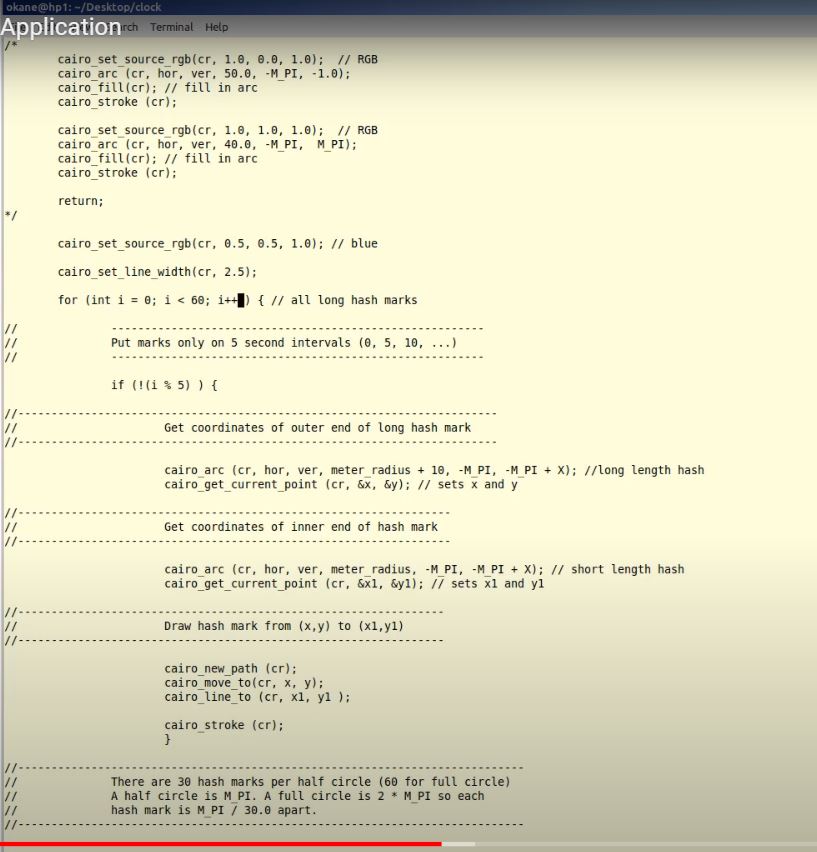 okane@hp1: ~/Desktop/clock
Application
Search Terminal Help
/*
cairo_set_source_rgb(cr, 1.0, 0.0, 1.0); // RGB
cairo_arc (cr, hor, ver, 50.0, -M_PI, -1.0);
cairo_fill(cr); // fill in arc
cairo_stroke (cr);
cairo_set_source_rgb(cr, 1.0, 1.0, 1.0); // RGB
cairo_arc (cr, hor, ver, 40.0, -M_PI,  M_PI);
cairo_fill(cr); // fill in arc
cairo_stroke (cr);
return;
*/
cairo_set_source_rgb(cr, 0.5, 0.5, 1.0); // blue
cairo_set_line_width(cr, 2.5);
for (int i = 0; i < 60; i++ ) { // all long hash marks
// -------------------------------------------------------
// Put marks only on 5 second intervals (0, 5, 10, ...)
// -------------------------------------------------------
if (!(i % 5) ) {
//-----------------------------------------------------------------------
// Get coordinates of outer end of long hash mark
//-----------------------------------------------------------------------
cairo_arc (cr, hor, ver, meter_radius + 10, -M_PI, -M_PI + X); //long length hash
cairo_get_current_point (cr, &x, &y); // sets x and y
//----------------------------------------------------------------
// Get coordinates of inner end of hash mark
//----------------------------------------------------------------
cairo_arc (cr, hor, ver, meter_radius, -M_PI, -M_PI + X); // short length hash
cairo_get_current_point (cr, &x1, &y1); // sets x1 and y1
//---------------------------------------------------------------
// Draw hash mark from (x,y) to (x1,y1)
//---------------------------------------------------------------
cairo_new_path (cr);
cairo_move_to(cr, x, y);
cairo_line_to (cr, x1, y1 );
cairo_stroke (cr);
}
//---------------------------------------------------------------------------
// There are 30 hash marks per half circle (60 for full circle)
// A half circle is M_PI. A full circle is 2 * M_PI so each
// hash mark is M_PI / 30.0 apart.
//---------------------------------------------------------------------------